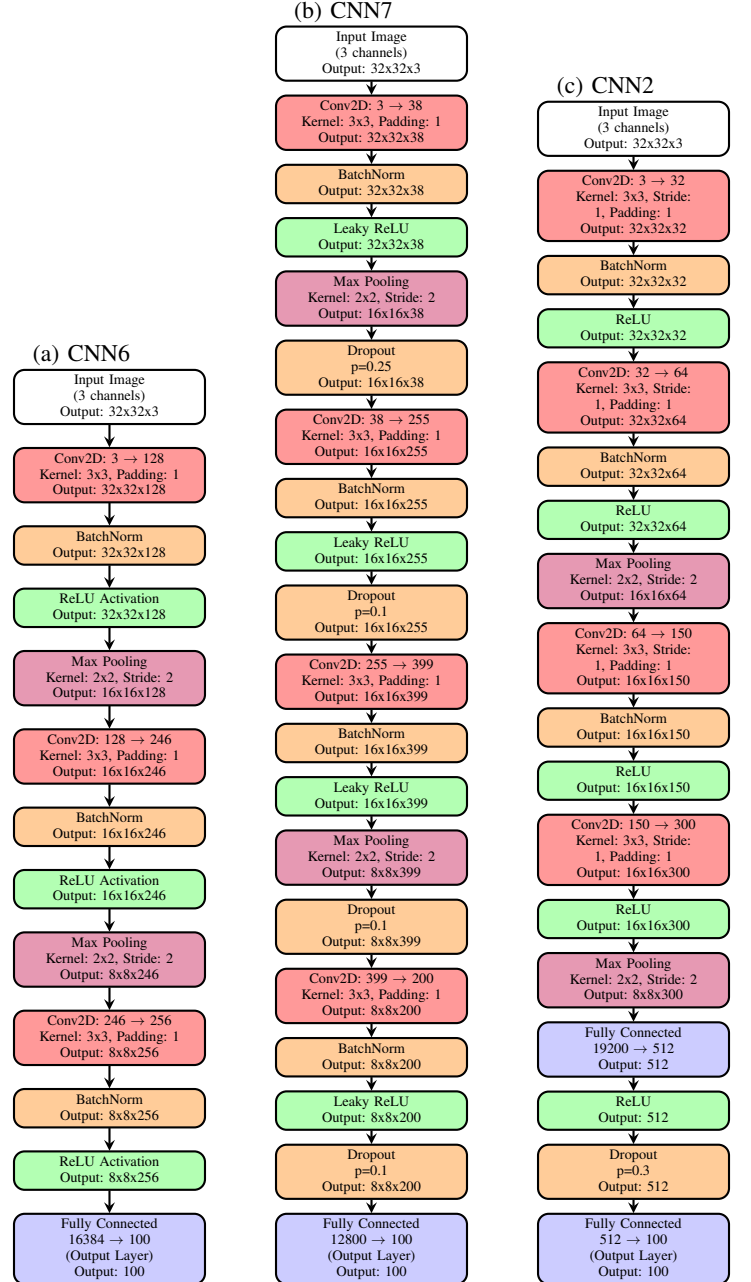 (a) CNN6
Input Image
(3 channels)
Output: 32x32x3
Conv2D: 3 → 128
Kernel: 3x3, Padding: 1
Output: 32x32x128
BatchNorm
Output: 32x32x128
ReLU Activation
Output: 32x32x128
Max Pooling
Kernel: 2x2, Stride: 2
Output: 16x16x128
Conv2D: 128 → 246
Kernel: 3x3, Padding: 1
Output: 16x16x246
BatchNorm
Output: 16x16x246
ReLU Activation
Output: 16x16x246
Max Pooling
Kernel: 2x2, Stride: 2
Output: 8x8x246
Conv2D: 246 → 256
Kernel: 3x3, Padding: 1
Output: 8x8x256
BatchNorm
Output: 8x8x256
ReLU Activation
Output: 8x8x256
Fully Connected
16384 → 100
(Output Layer)
Output: 100
(b) CNN7
Input Image
(3 channels)
Output: 32x32x3
Conv2D: 3 → 38
Kernel: 3x3, Padding: 1
Output: 32x32x38
BatchNorm
Output: 32x32x38
Leaky ReLU
Output: 32x32x38
Max Pooling
Kernel: 2x2, Stride: 2
Output: 16x16x38
Dropout
p=0.25
Output: 16x16x38
Conv2D: 38 → 255
Kernel: 3x3, Padding: 1
Output: 16x16x255
BatchNorm
Output: 16x16x255
Leaky ReLU
Output: 16x16x255
Dropout
p=0.1
Output: 16x16x255
Conv2D: 255 → 399
Kernel: 3x3, Padding: 1
Output: 16x16x399
BatchNorm
Output: 16x16x399
Leaky ReLU
Output: 16x16x399
Max Pooling
Kernel: 2x2, Stride: 2
Output: 8x8x399
Dropout
p=0.1
Output: 8x8x399
Conv2D: 399 → 200
Kernel: 3x3, Padding: 1
Output: 8x8x200
BatchNorm
Output: 8x8x200
Leaky ReLU
Output: 8x8x200
Dropout
p=0.1
Output: 8x8x200
Fully Connected
12800 → 100
(Output Layer)
Output: 100
(c) CNN2
Input Image
(3 channels)
Output: 32x32x3
Conv2D: 3 → 32
Kernel: 3x3, Stride:
1, Padding: 1
Output: 32x32x32
BatchNorm
Output: 32x32x32
ReLU
Output: 32x32x32
Conv2D: 32 → 64
Kernel: 3x3, Stride:
1, Padding: 1
Output: 32x32x64
BatchNorm
Output: 32x32x64
ReLU
Output: 32x32x64
Max Pooling
Kernel: 2x2, Stride: 2
Output: 16x16x64
Conv2D: 64 → 150
Kernel: 3x3, Stride:
1, Padding: 1
Output: 16x16x150
BatchNorm
Output: 16x16x150
ReLU
Output: 16x16x150
Conv2D: 150 → 300
Kernel: 3x3, Stride:
1, Padding: 1
Output: 16x16x300
ReLU
Output: 16x16x300
Max Pooling
Kernel: 2x2, Stride: 2
Output: 8x8x300
Fully Connected
19200 → 512
Output: 512
ReLU
Output: 512
Dropout
p=0.3
Output: 512
Fully Connected
512 → 100
(Output Layer)
Output: 100